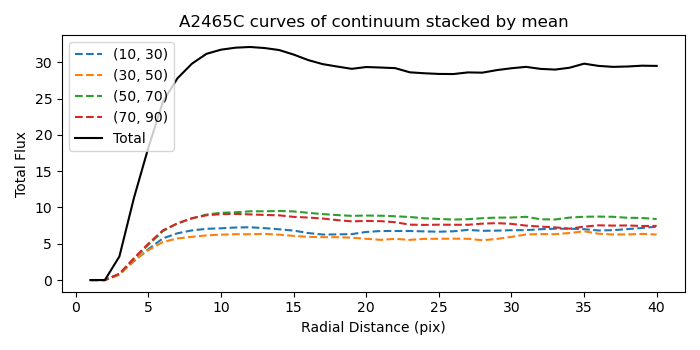 A2465C curves of continuum stacked by mean
Total Flux
30
25
20
15
10
5
0
(10, 30)
(30, 50)
(50, 70)
(70, 90)
Total
0 5 10 15 20 25 30 35 40
Radial Distance (pix)